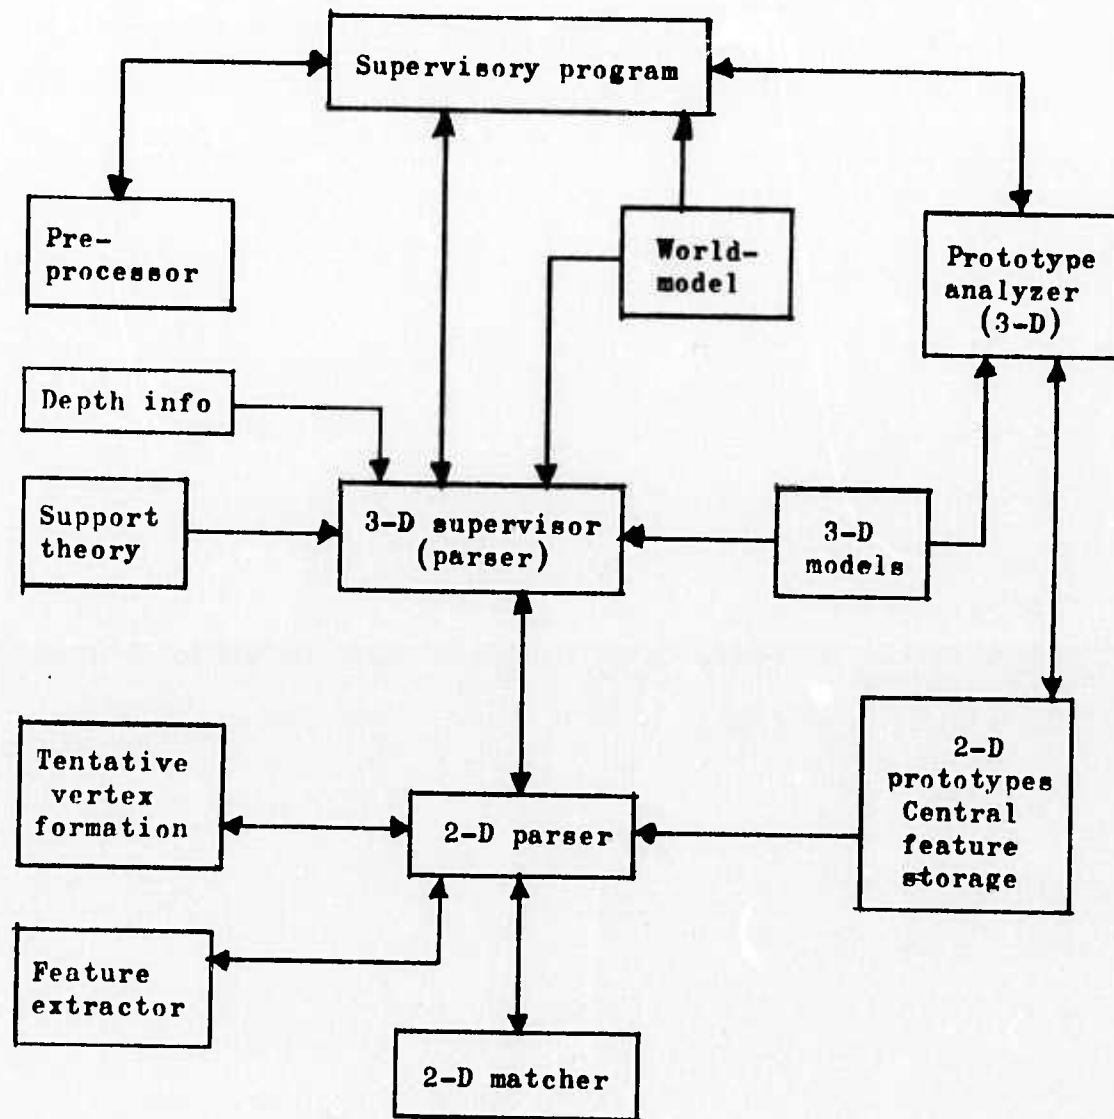 Supervisory program
Pre-
processor
World-
model
Prototype
analyzer
(3-D)
Depth info
Support
theory
3-D supervisor
(parser)
3-D
models
Tentative
vertex
formation
2-D parser
2-D
prototypes
Central
feature
storage
Feature
extractor
2-D matcher